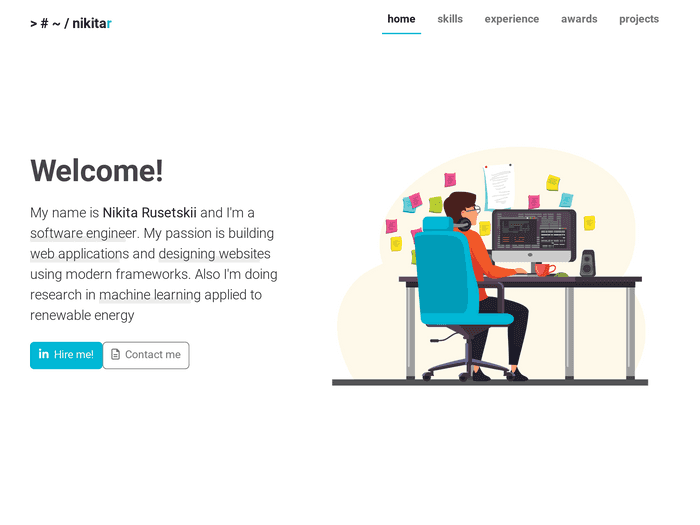 > # ~ / nikitar
home skills experience awards projects
Welcome!
My name is Nikita Rusetskii and I'm a
software engineer. My passion is building
web applications and designing websites
using modern frameworks. Also I'm doing
research in machine learning applied to
renewable energy
in Hire me! Contact me